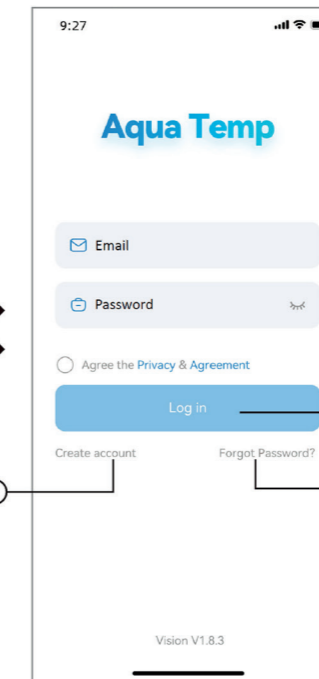 9:27
Aqua Temp
Email
Password
Agree the Privacy & Agreement
Log in
Create account Forgot Password?
Vision V1.8.3